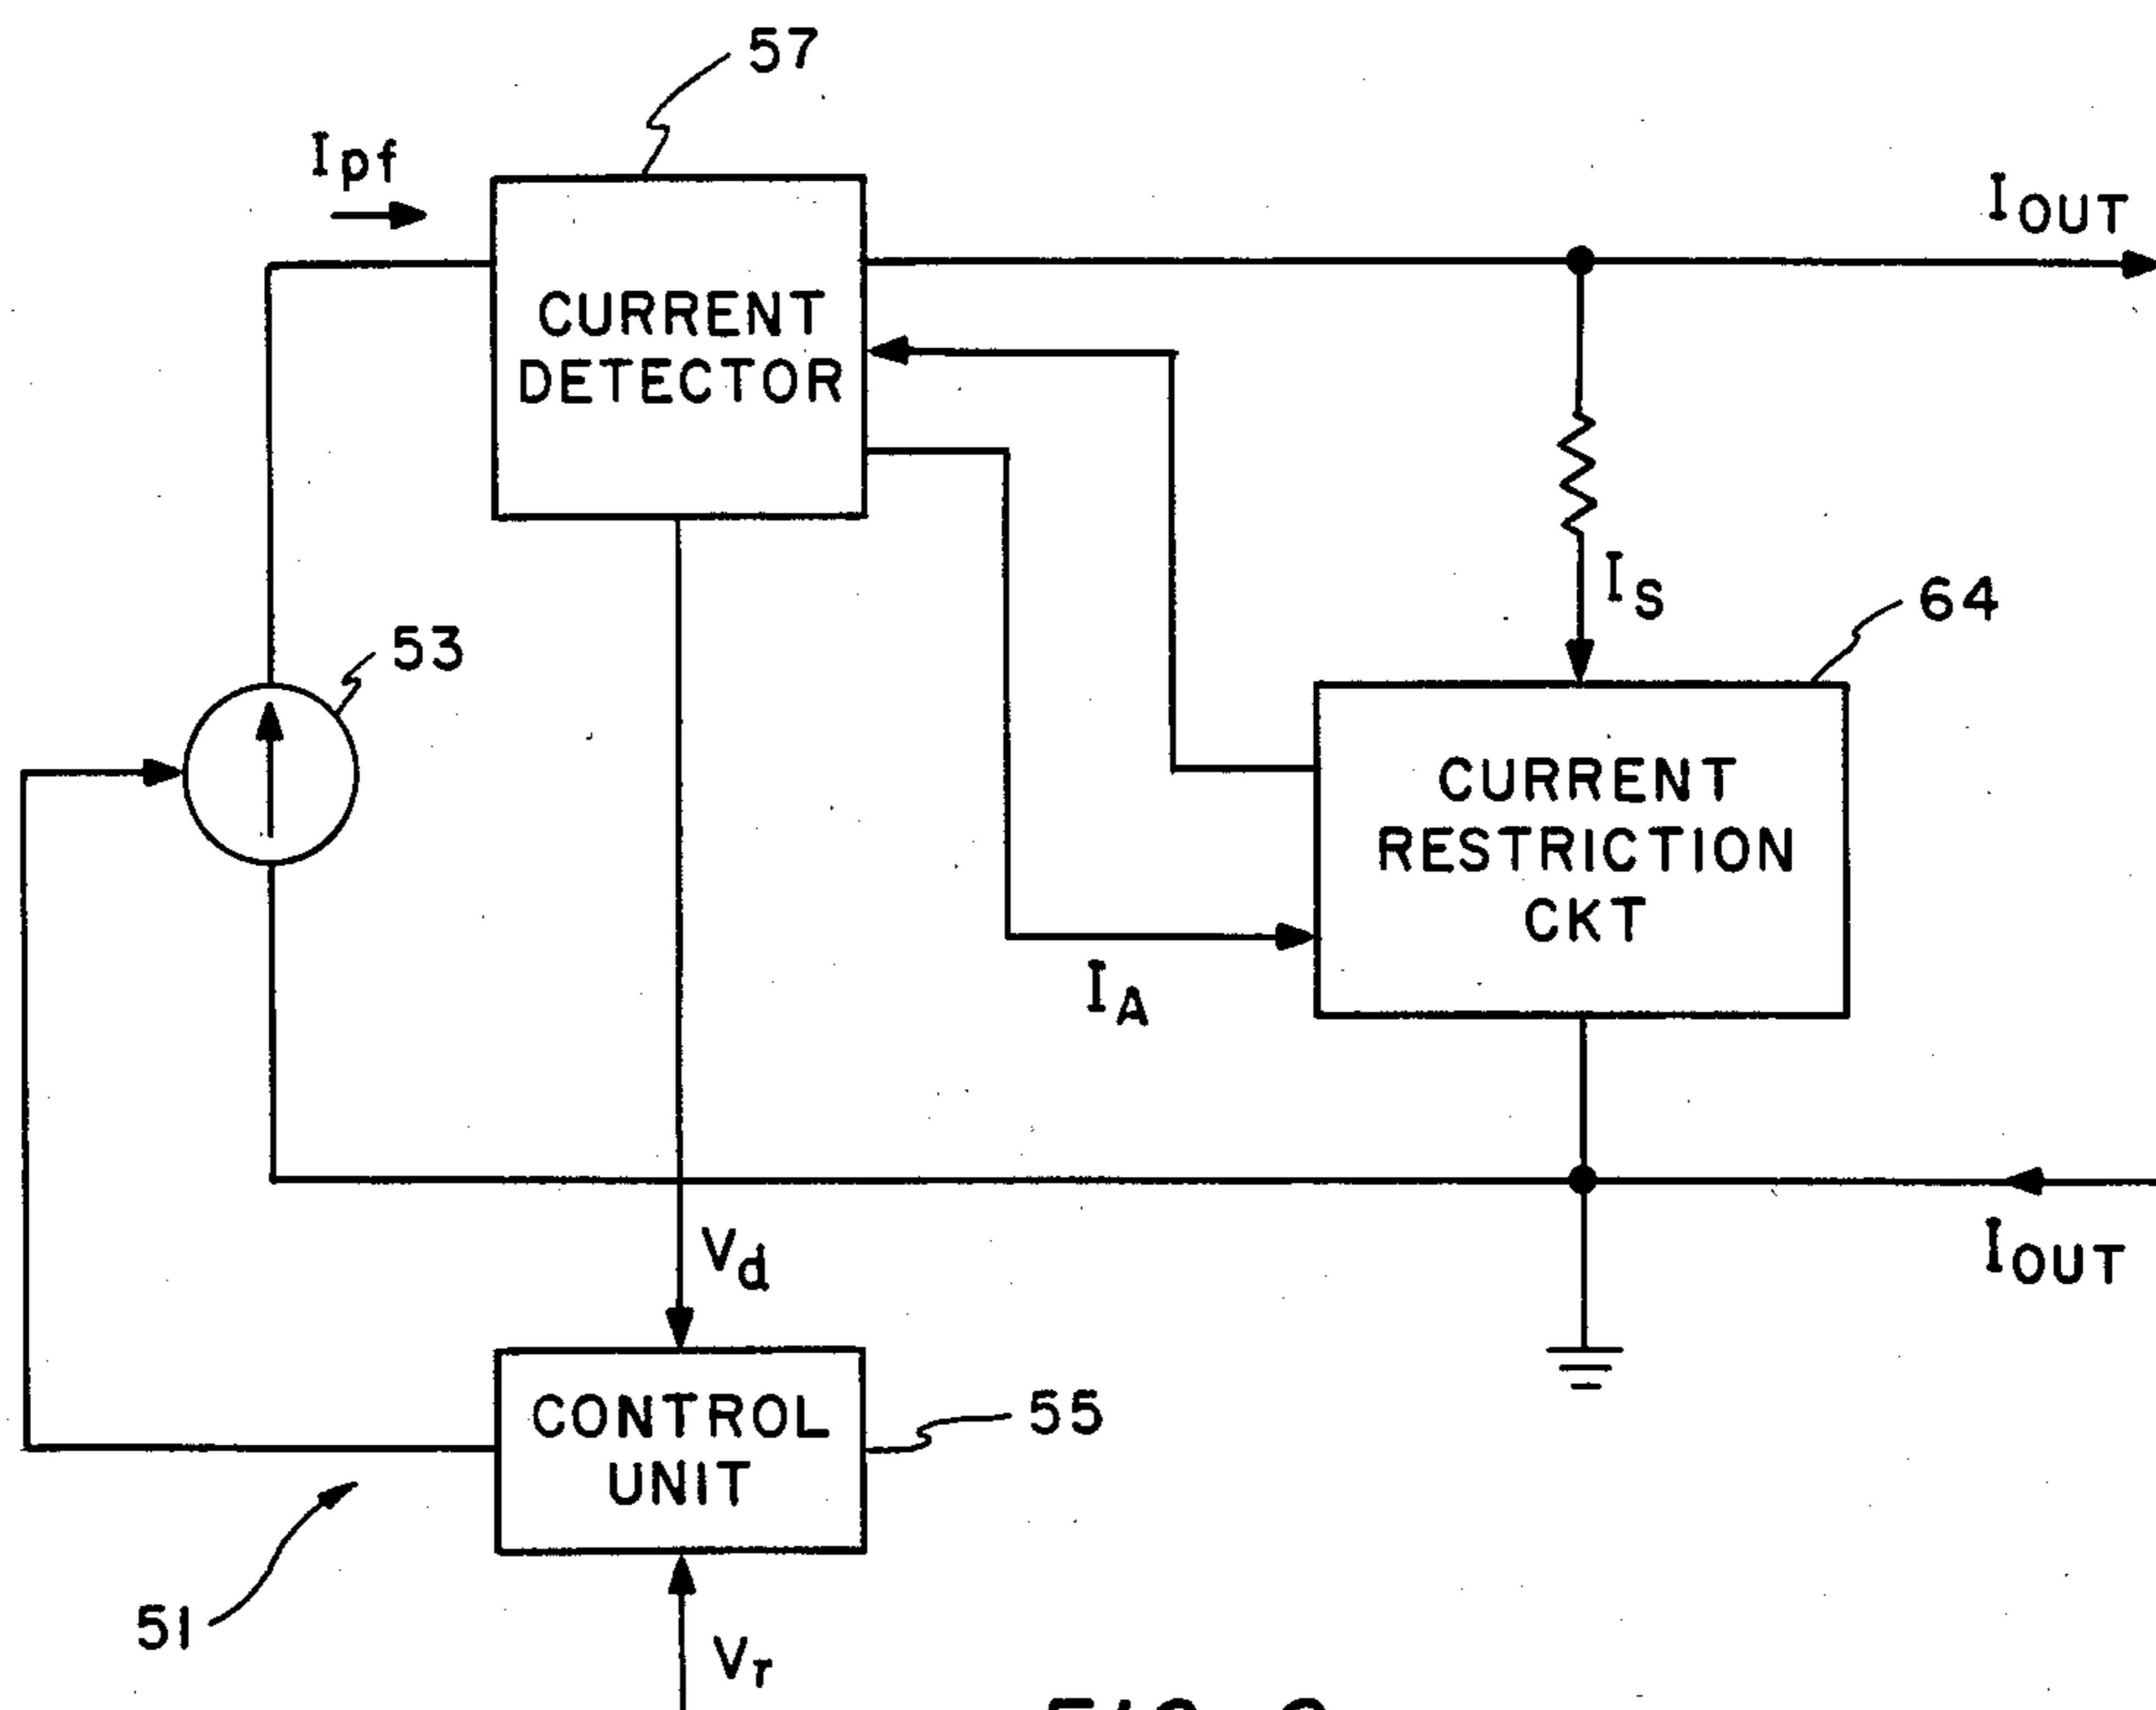 57
Ipf
IOUT
CURRENT
DETECTOR
IS
64
53
CURRENT
RESTRICTION
CKT
IA
Vd
IOUT
CONTROL
UNIT
55
51
Vr